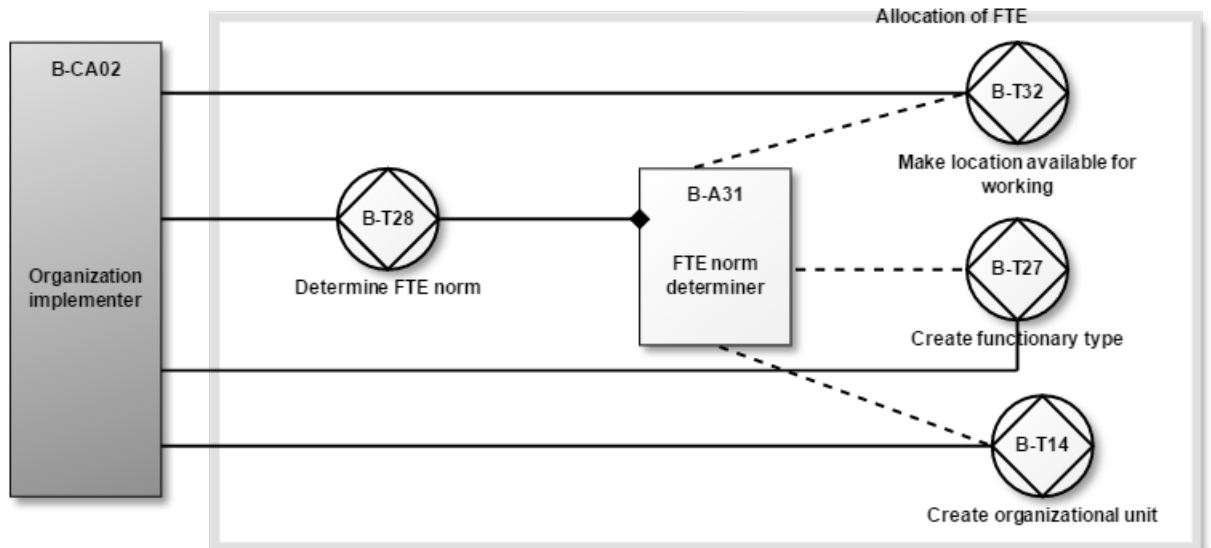 Allocation of FTE
B-CA02
B-T32
Make location available for
working
B-A31
B-T28
FTE norm
determiner
B-T27
Organization
implementer
Determine FTE norm
Create functionary type
B-T14
Create organizational unit